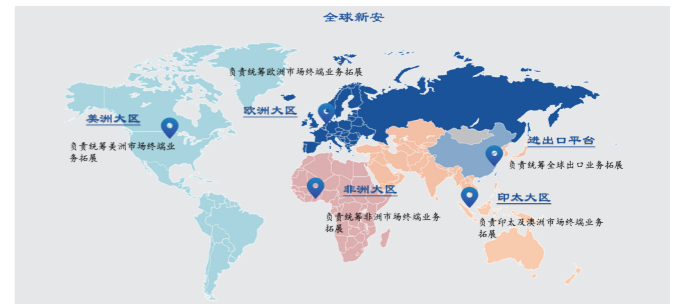 全球新安
负责统筹欧洲市场终端业务拓展
欧洲大区
美洲大区
负责统筹美洲市场终端业
务拓展
进出口平台
负责统筹全球出口业务拓展
非洲大区
负责统筹非洲市场终端业务
拓展
印太大区
负责印太及澳洲市场终端业务
拓展